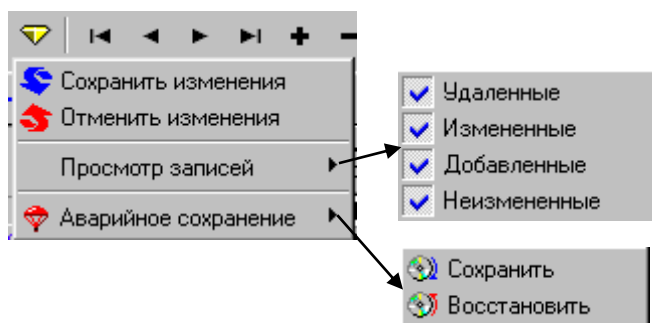 Сохранить изменения
Отменить изменения
Просмотр записей
Аварийное сохранение
Удаленные
Измененные
Добавленные
Неизмененные
Сохранить
Восстановить